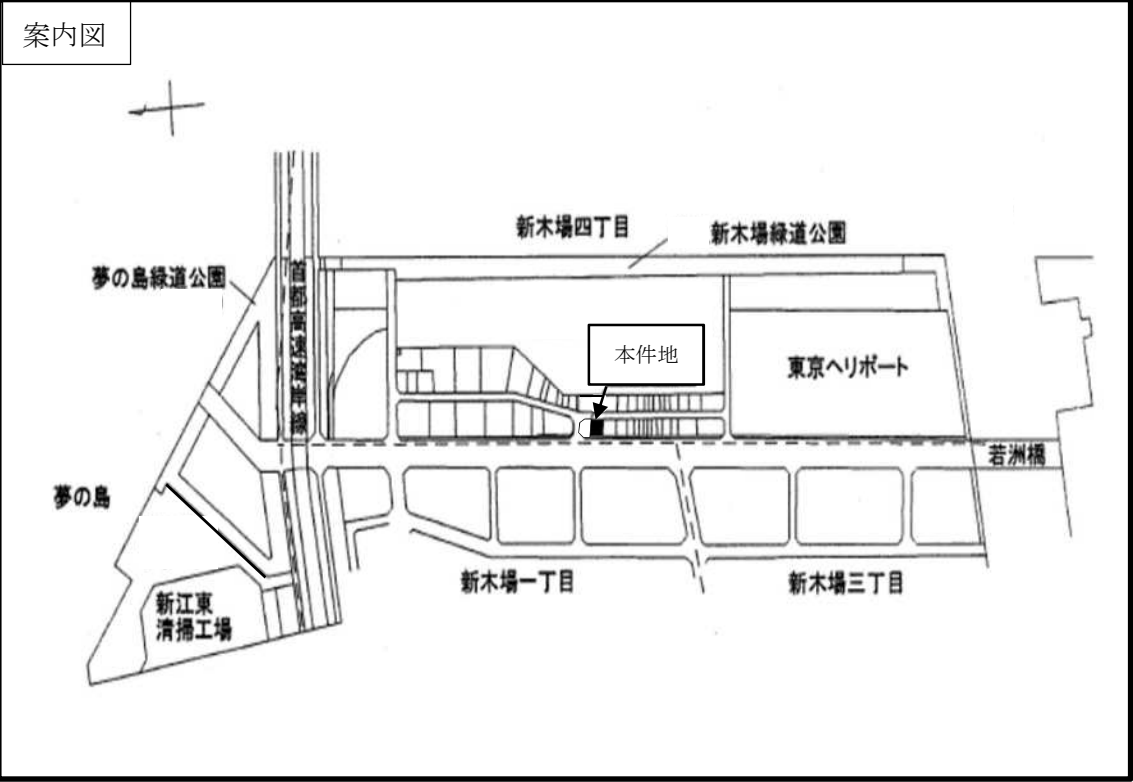 案内図
新木場四丁目
新木場緑道公園
夢の島緑道公園
首都高速湾岸線
本件地
東京ヘリポート
若洲橋
夢の島
新木場一丁目
新木場三丁目
新江東
清掃工場